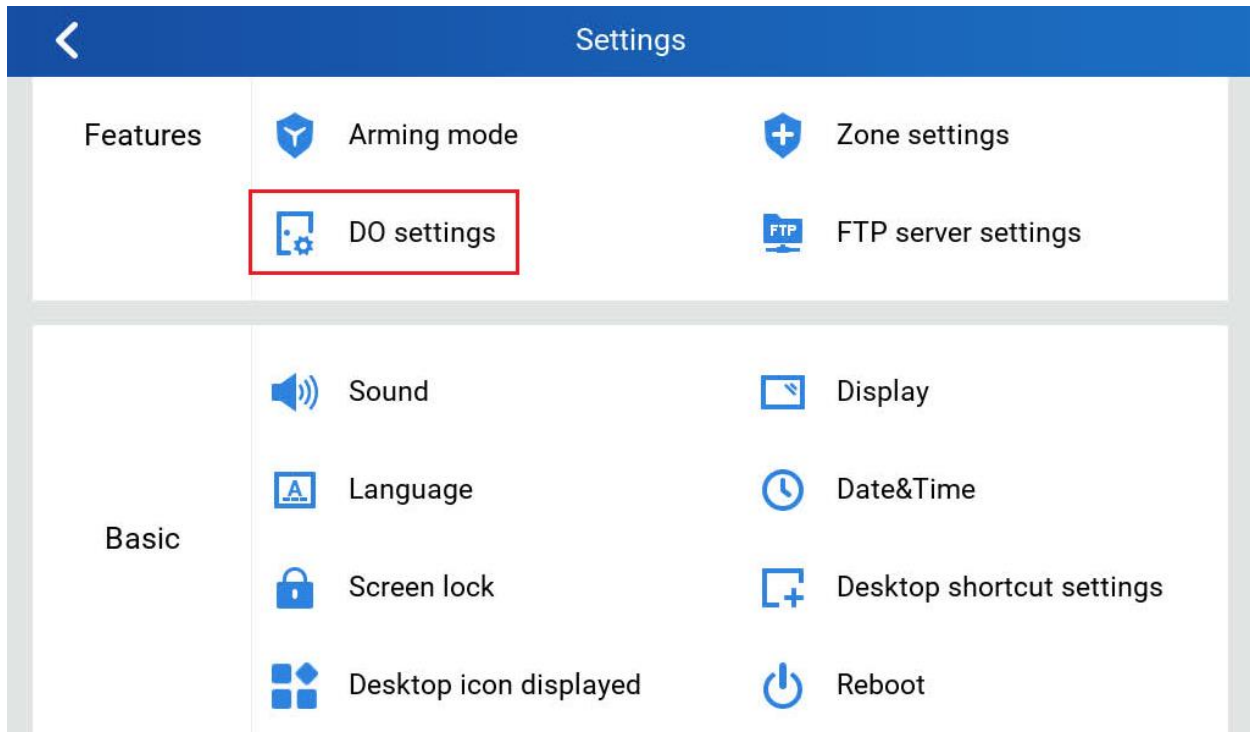 Settings
Features
Arming mode
Zone settings
DO settings
FTP
FTP server settings
Basic
Sound
Display
A
Language
Date&Time
Screen lock
Desktop shortcut settings
Desktop icon displayed
Reboot